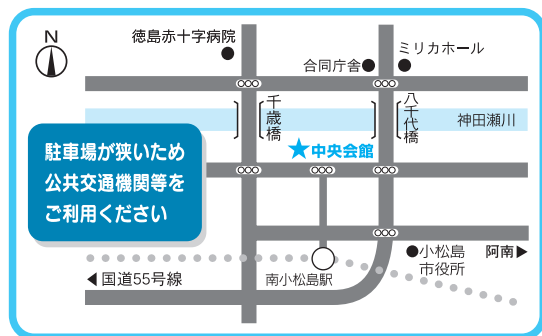 N
徳島赤十字病院
合同庁舎
ミリカホール
千歳橋
八千代橋
神田瀬川
★中央会館
駐車場が狭いため
公共交通機関等を
ご利用ください
小松島
市役所
阿南▶
◀国道55号線
南小松島駅